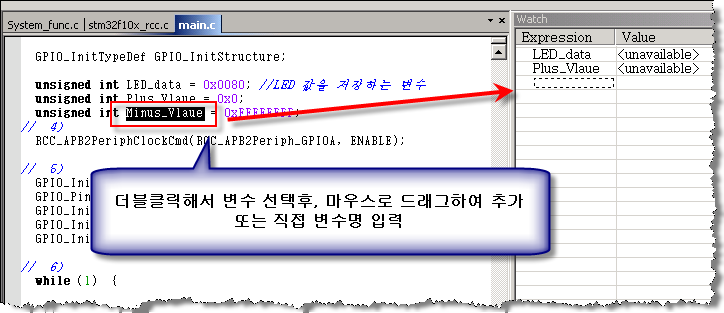 System_func.c | stm32f10x_rcc.c main.c
Watch
Expression Value
LED_data <unavailable>
Plus_Vlaue <unavailable>
GPIO_InitTypeDef GPIO_InitStructure;
unsigned int LED_data = 0x0080; //LED 값을 저장하는 변수
unsigned int Plus_Vlaue = 0x0;
unsigned int Minus_Vlaue = 0xFFFFFFFF;
// 4)
RCC_APB2PeriphClockCmd(RCC_APB2Periph_GPIOA, ENABLE);
// 5)
GPIO_Ini
GPIO_Pin
GPIO_Ini
GPIO_Ini
GPIO_Ini
더블클릭해서 변수 선택후, 마우스로 드래그하여 추가
또는 직접 변수명 입력
// 6)
while (1) {